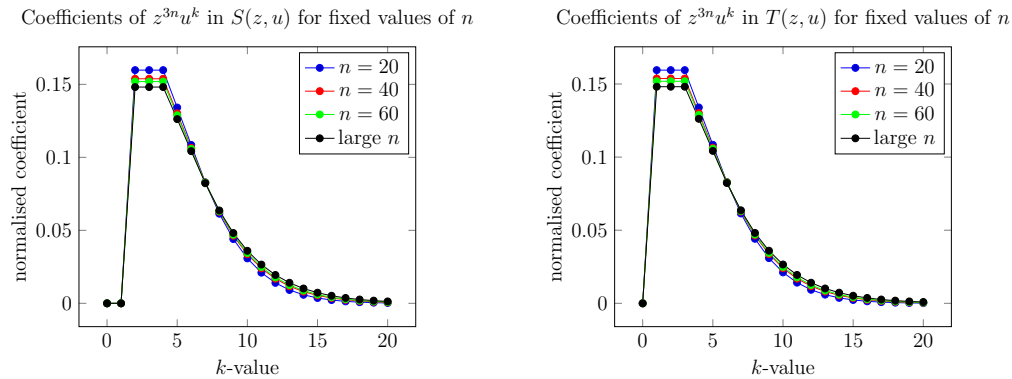 Coefficients of z³ⁿuᵏ in S(z, u) for fixed values of n
normalised coefficient
0.15
0.1
0.05
0
n = 20
n = 40
n = 60
large n
0 5 10 15 20
k-value
Coefficients of z³ⁿuᵏ in T(z, u) for fixed values of n
normalised coefficient
0.15
0.1
0.05
0
n = 20
n = 40
n = 60
large n
0 5 10 15 20
k-value